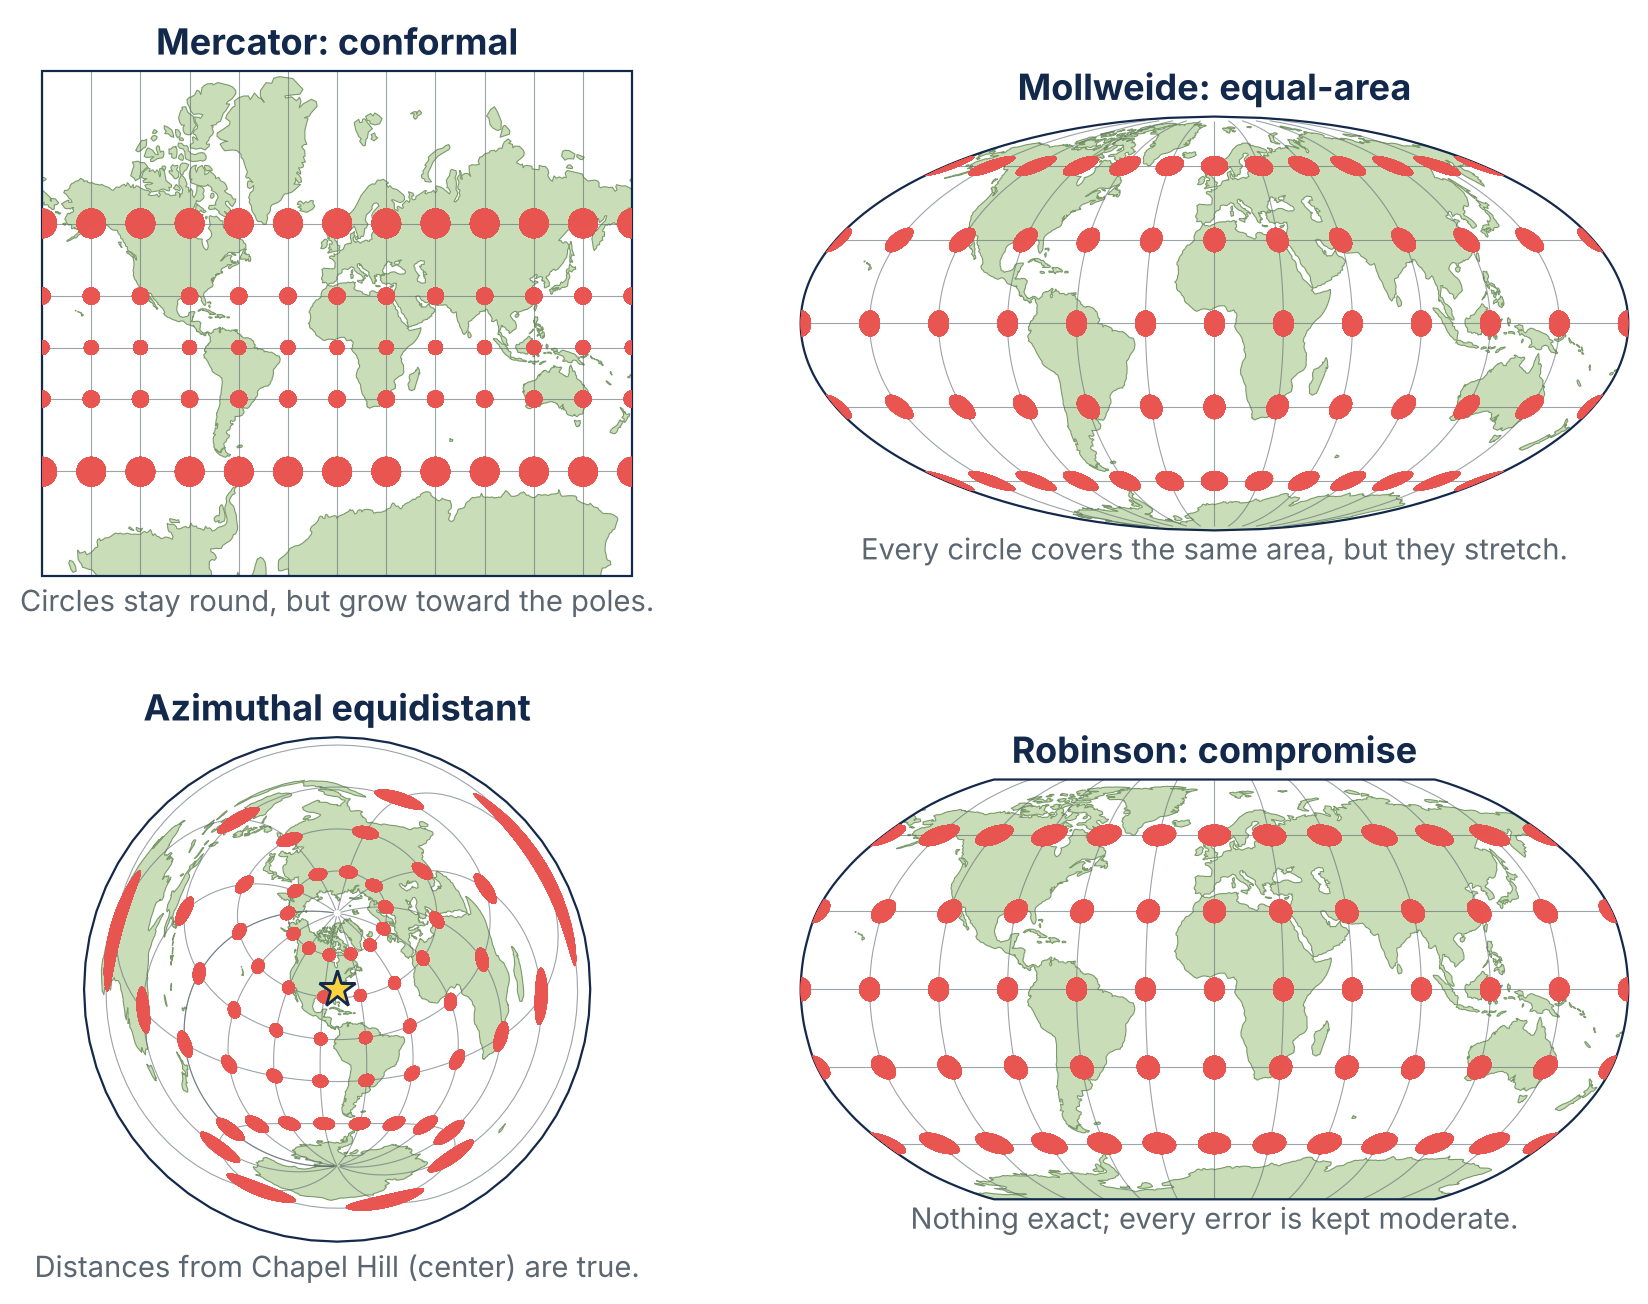 Mercator: conformal
Circles stay round, but grow toward the poles.
Mollweide: equal-area
Every circle covers the same area, but they stretch.
Azimuthal equidistant
Distances from Chapel Hill (center) are true.
Robinson: compromise
Nothing exact; every error is kept moderate.